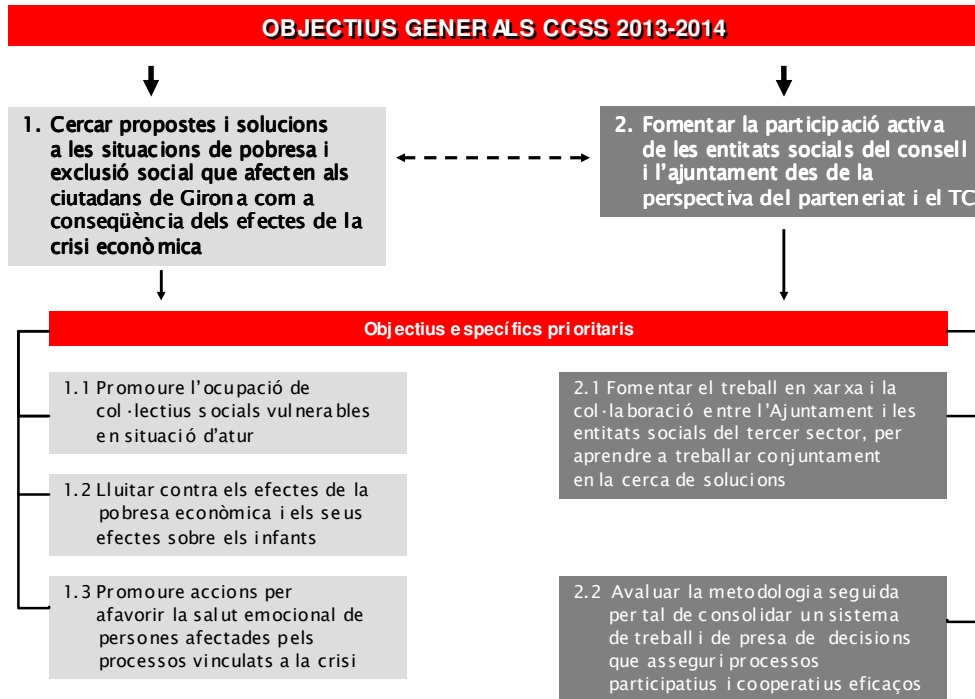 OBJECTIUS GENERALS CCSS 2013-2014
1. Cercar propostes i solucions
a les situacions de pobresa i
exclusió social que afecten als
ciutadans de Girona com a
conseqüència dels efectes de la
crisi econòmica
2. Fomentar la participació activa
de les entitats socials del consell
i l'ajuntament des de la
perspectiva del parteneriat i el TC
Objectius específics prioritaris
1.1 Promoure l'ocupació de
col·lectius socials vulnerables
en situació d'atur
1.2 Lluitar contra els efectes de la
pobresa econòmica i els seus
efectes sobre els infants
1.3 Promoure accions per
afavorir la salut emocional de
persones afectades pels
processos vinculats a la crisi
2.1 Fomentar el treball en xarxa i la
col·laboració entre l'Ajuntament i les
entitats socials del tercer sector, per
aprendre a treballar conjuntament
en la cerca de solucions
2.2 Avaluar la metodologia seguida
per tal de consolidar un sistema
de treball i de presa de decisions
que asseguri processos
participatius i cooperatius eficaços